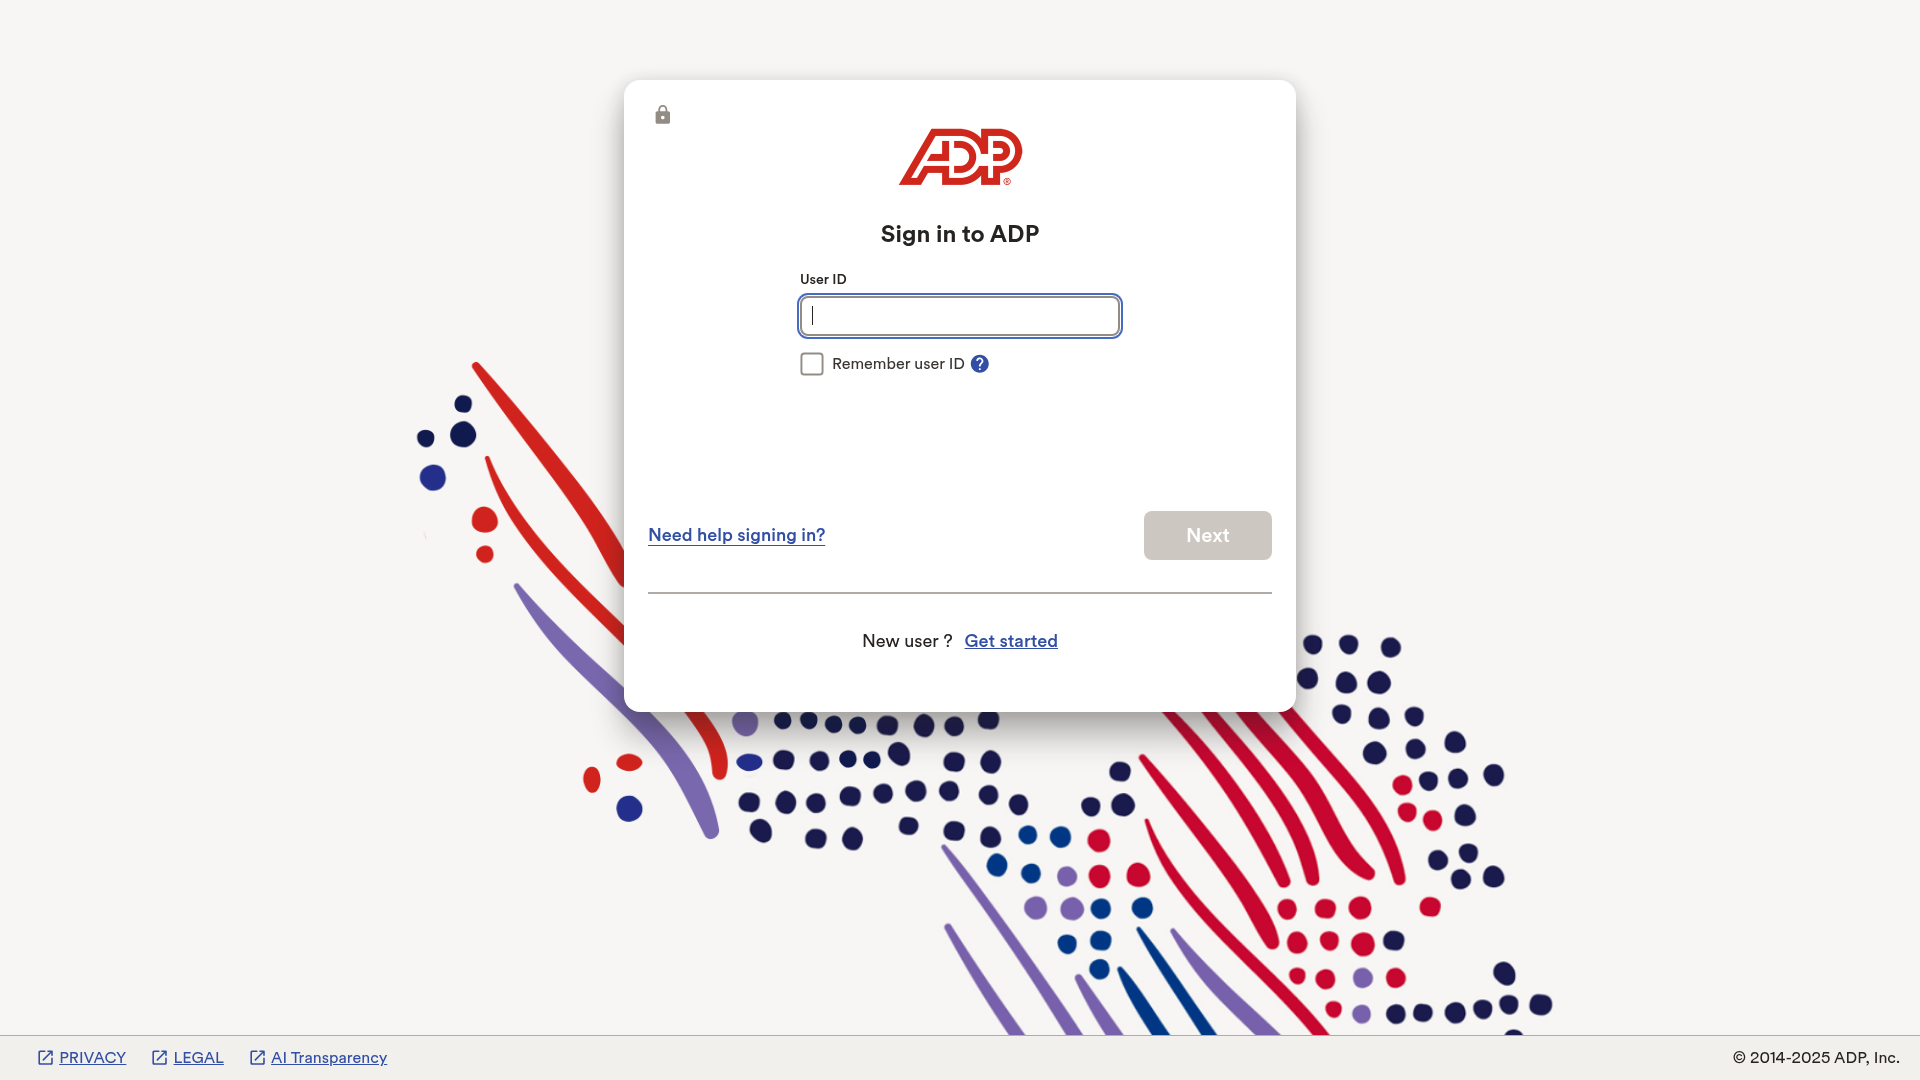 ADP
Sign in to ADP
User ID
Remember user ID ?
Need help signing in?
Next
New user ? Get started
PRIVACY LEGAL AI Transparency
© 2014-2025 ADP, Inc.